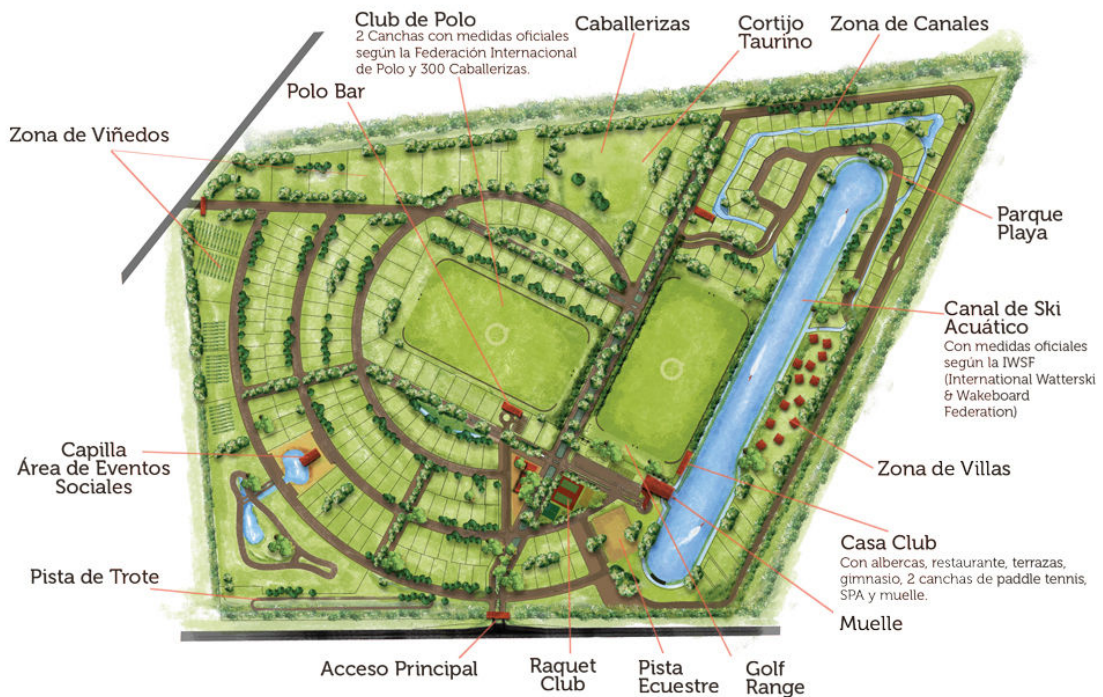 Club de Polo
2 Canchas con medidas oficiales
según la Federación Internacional
de Polo y 300 Caballerizas.
Caballerizas
Cortijo
Taurino
Zona de Canales
Polo Bar
Zona de Viñedos
Parque
Playa
Canal de Ski
Acuático
Con medidas oficiales
según la IWSF
(International Watterski
& Wakeboard
Federation)
Capilla
Área de Eventos
Sociales
Zona de Villas
Casa Club
Con albercas, restaurante, terrazas,
gimnasio, 2 canchas de paddle tennis,
SPA y muelle.
Pista de Trote
Muelle
Acceso Principal
Raquet
Club
Pista
Ecuestre
Golf
Range